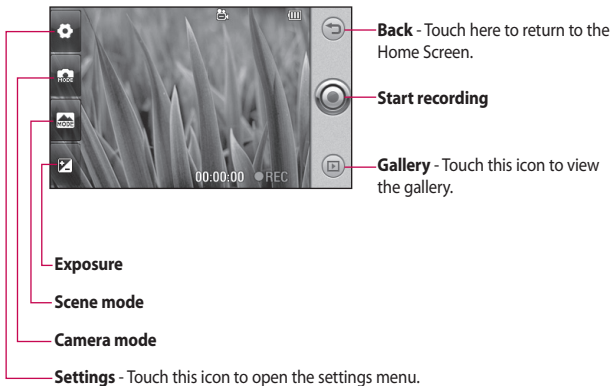 Back - Touch here to return to the
Home Screen.
MODE
Start recording
MODE
Gallery - Touch this icon to view
the gallery.
00:00:00 REC
Exposure
Scene mode
Camera mode
Settings - Touch this icon to open the settings menu.